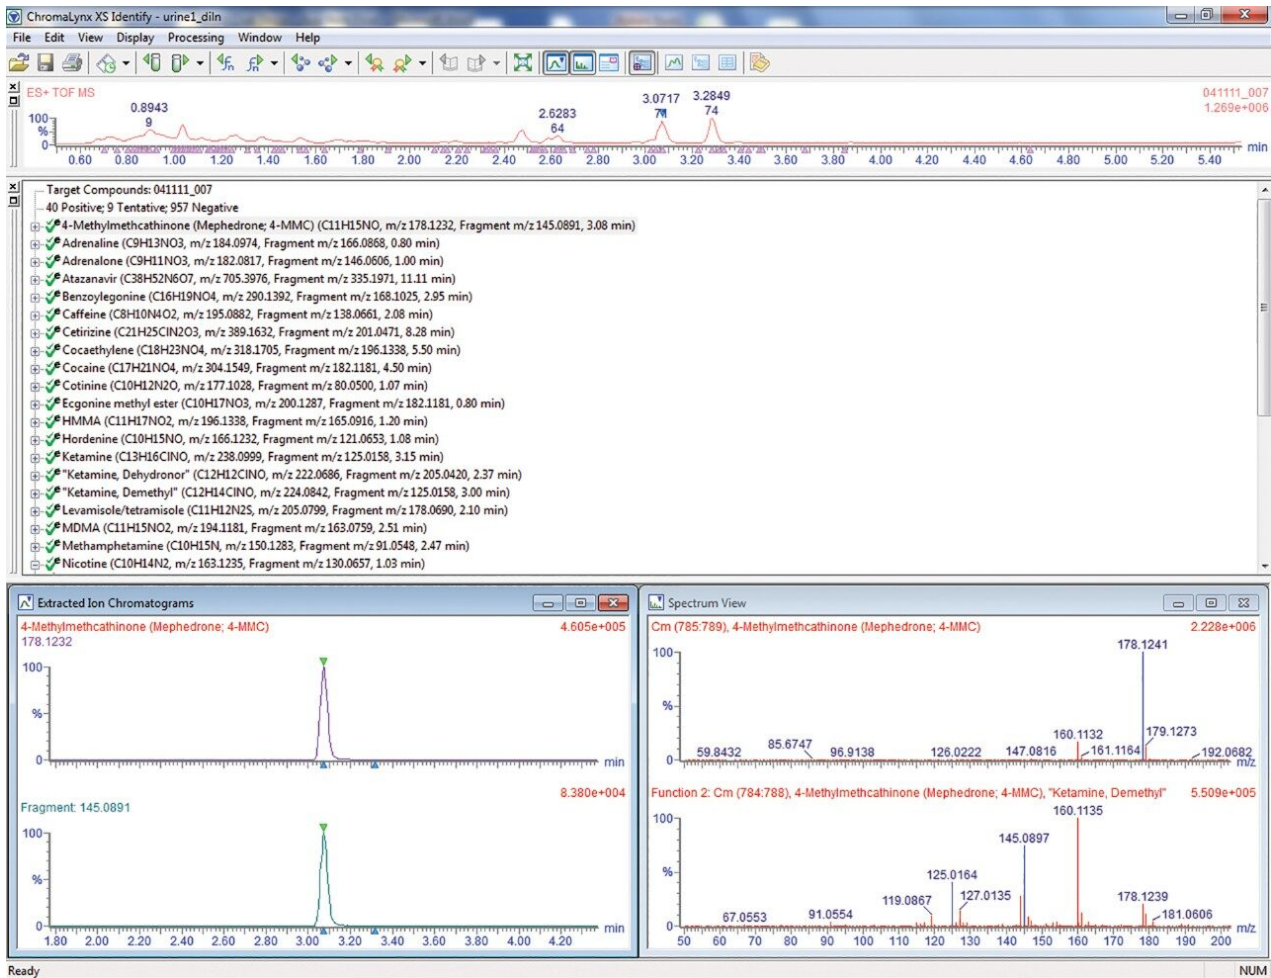 ChromaLynx XS Identify - urine1_diln
File Edit View Display Processing Window Help
ES+ TOF MS
041111_007
1.269e+006
0.8943
9
2.6283
64
3.0717
71
3.2849
74
100
%
0
0.60 0.80 1.00 1.20 1.40 1.60 1.80 2.00 2.20 2.40 2.60 2.80 3.00 3.20 3.40 3.60 3.80 4.00 4.20 4.40 4.60 4.80 5.00 5.20 5.40 min
Target Compounds: 041111_007
40 Positive; 9 Tentative; 957 Negative
4-Methylmethcathinone (Mephedrone; 4-MMC) (C11H15NO, m/z 178.1232, Fragment m/z 145.0891, 3.08 min)
Adrenaline (C9H13NO3, m/z 184.0974, Fragment m/z 166.0868, 0.80 min)
Adrenalone (C9H11NO3, m/z 182.0817, Fragment m/z 146.0606, 1.00 min)
Atazanavir (C38H52N6O7, m/z 705.3976, Fragment m/z 335.1971, 11.11 min)
Benzoylegonine (C16H19NO4, m/z 290.1392, Fragment m/z 168.1025, 2.95 min)
Caffeine (C8H10N4O2, m/z 195.0882, Fragment m/z 138.0661, 2.08 min)
Cetirizine (C21H25ClN2O3, m/z 389.1632, Fragment m/z 201.0471, 8.28 min)
Cocaethylene (C18H23NO4, m/z 318.1705, Fragment m/z 196.1338, 5.50 min)
Cocaine (C17H21NO4, m/z 304.1549, Fragment m/z 182.1181, 4.50 min)
Cotinine (C10H12N2O, m/z 177.1028, Fragment m/z 80.0500, 1.07 min)
Ecgonine methyl ester (C10H17NO3, m/z 200.1287, Fragment m/z 182.1181, 0.80 min)
HMMA (C11H17NO2, m/z 196.1338, Fragment m/z 165.0916, 1.20 min)
Hordenine (C10H15NO, m/z 166.1232, Fragment m/z 121.0653, 1.08 min)
Ketamine (C13H16ClNO, m/z 238.0999, Fragment m/z 125.0158, 3.15 min)
"Ketamine, Dehydronor" (C12H12ClNO, m/z 222.0686, Fragment m/z 205.0420, 2.37 min)
"Ketamine, Demethyl" (C12H14ClNO, m/z 224.0842, Fragment m/z 125.0158, 3.00 min)
Levamisole/tetramisole (C11H12N2S, m/z 205.0799, Fragment m/z 178.0690, 2.10 min)
MDMA (C11H15NO2, m/z 194.1181, Fragment m/z 163.0759, 2.51 min)
Methamphetamine (C10H15N, m/z 150.1283, Fragment m/z 91.0548, 2.47 min)
Nicotine (C10H14N2, m/z 163.1235, Fragment m/z 130.0657, 1.03 min)
Extracted Ion Chromatograms
4-Methylmethcathinone (Mephedrone; 4-MMC)
4.605e+005
178.1232
100
%
0
min
8.380e+004
Fragment: 145.0891
100
%
0
1.80 2.00 2.20 2.40 2.60 2.80 3.00 3.20 3.40 3.60 3.80 4.00 4.20 min
Spectrum View
Cm (785:789), 4-Methylmethcathinone (Mephedrone; 4-MMC)
2.228e+006
178.1241
100
%
0
59.8432
85.6747
96.9138
126.0222
147.0816
160.1132
161.1164
179.1273
192.0682
m/z
Function 2: Cm (784:788), 4-Methylmethcathinone (Mephedrone; 4-MMC), "Ketamine, Demethyl"
5.509e+005
160.1135
100
%
0
67.0553
91.0554
119.0867
125.0164
127.0135
145.0897
178.1239
181.0606
50 60 70 80 90 100 110 120 130 140 150 160 170 180 190 200 m/z
Ready
NUM